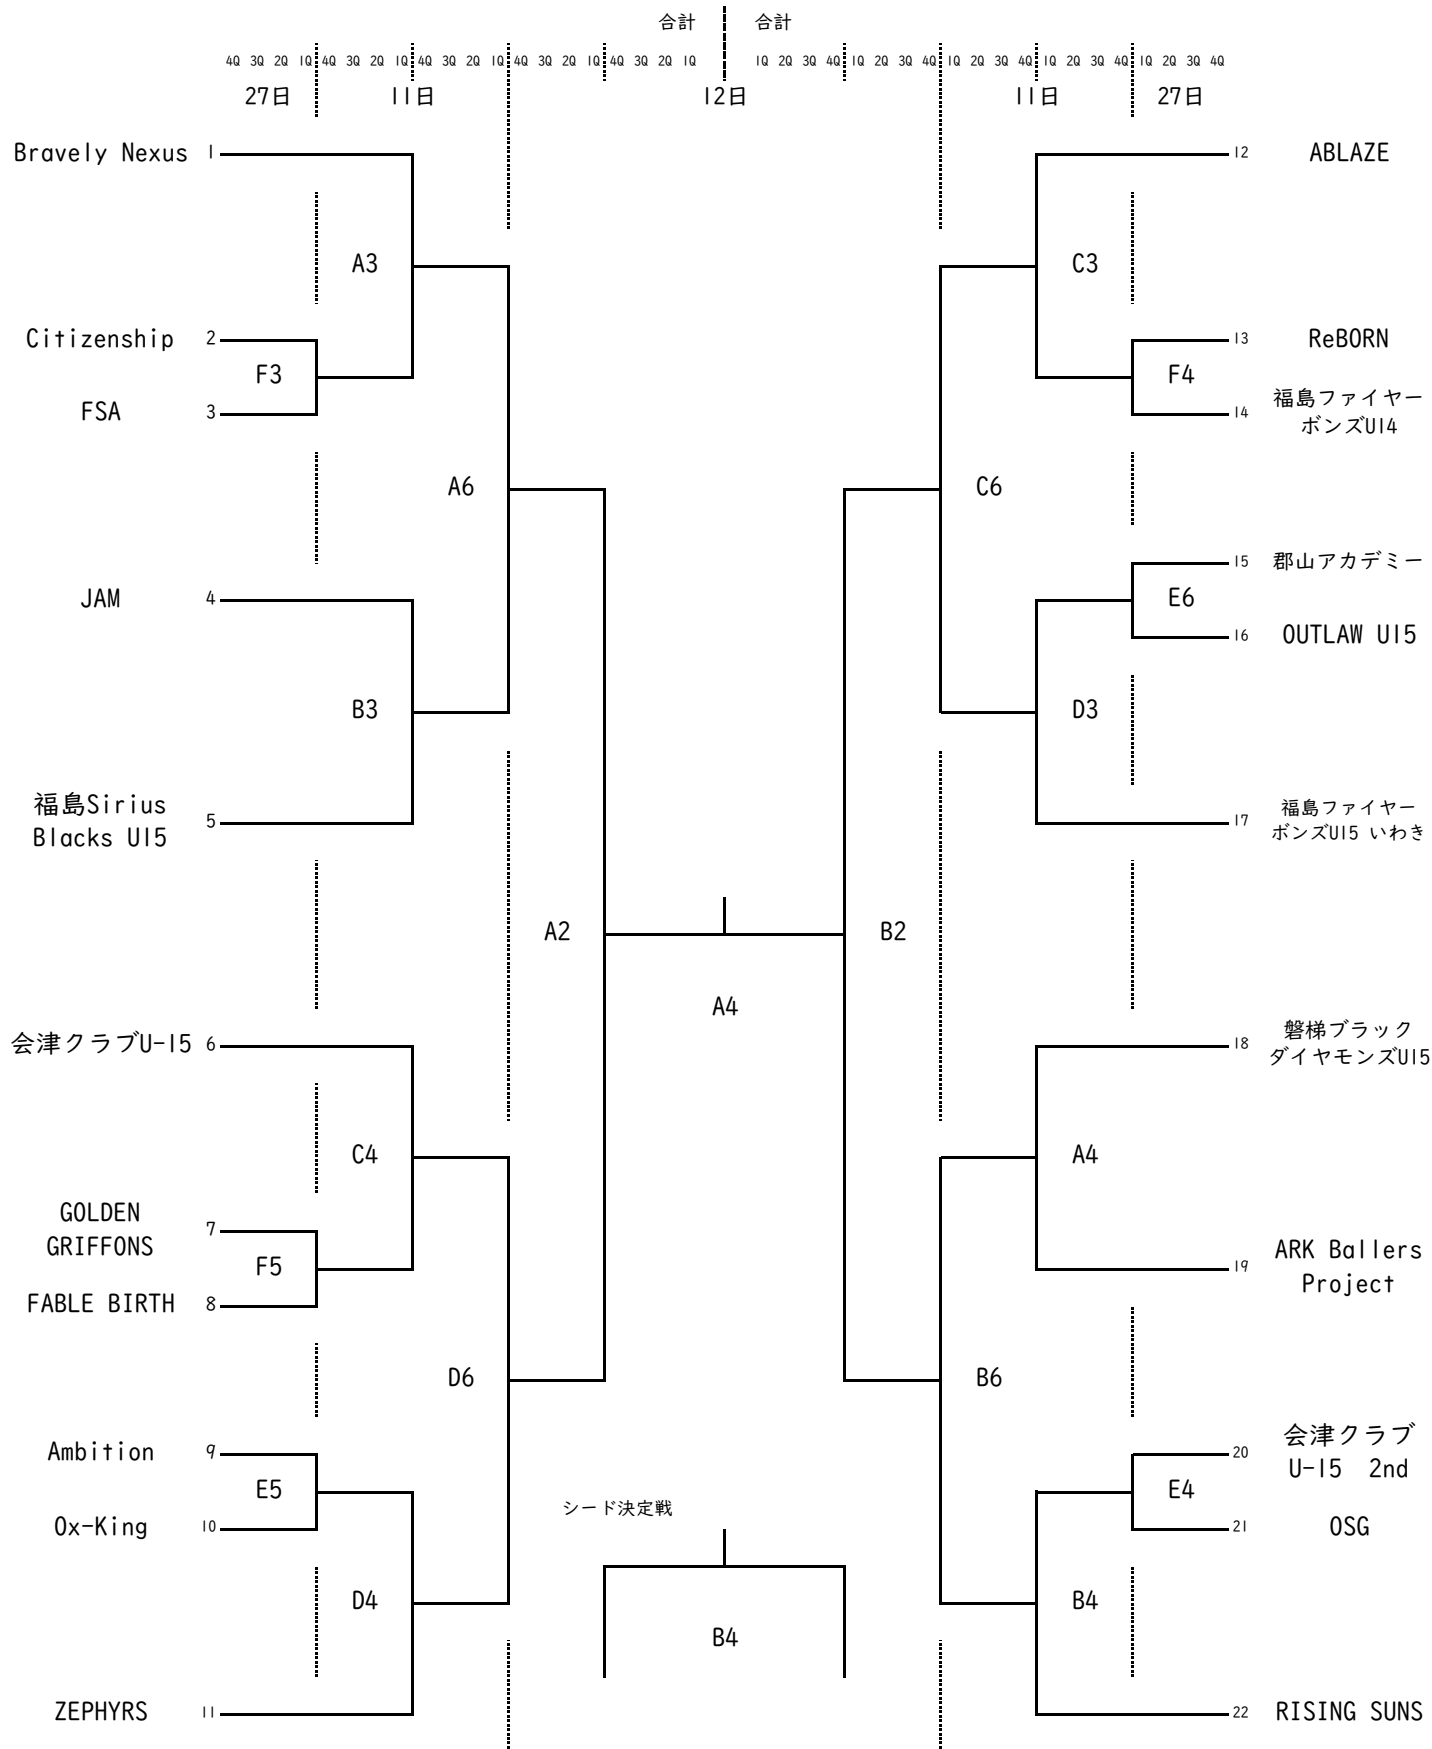 合計 合計
4Q 3Q 2Q 1Q 4Q 3Q 2Q 1Q 4Q 3Q 2Q 1Q 4Q 3Q 2Q 1Q 4Q 3Q 2Q 1Q 1Q 2Q 3Q 4Q 1Q 2Q 3Q 4Q 1Q 2Q 3Q 4Q 1Q 2Q 3Q 4Q 1Q 2Q 3Q 4Q
27日 11日 12日 11日 27日
Bravely Nexus 1
A3
Citizenship 2
F3
FSA 3
A6
JAM 4
B3
福島Sirius
Blacks U15
5
A2
会津クラブU-15 6
C4
GOLDEN
GRIFFONS
7
F5
FABLE BIRTH 8
D6
Ambition 9
E5
Ox-King 10
D4
ZEPHYRS 11
A4
シード決定戦
B4
12 ABLAZE
C3
13 ReBORN
F4
14 福島ファイヤー
ボンズU14
C6
15 郡山アカデミー
E6
16 OUTLAW U15
D3
17 福島ファイヤー
ボンズU15 いわき
B2
18 磐梯ブラック
ダイヤモンズU15
A4
19 ARK Ballers
Project
B6
20 会津クラブ
U-15 2nd
E4
21 OSG
B4
22 RISING SUNS